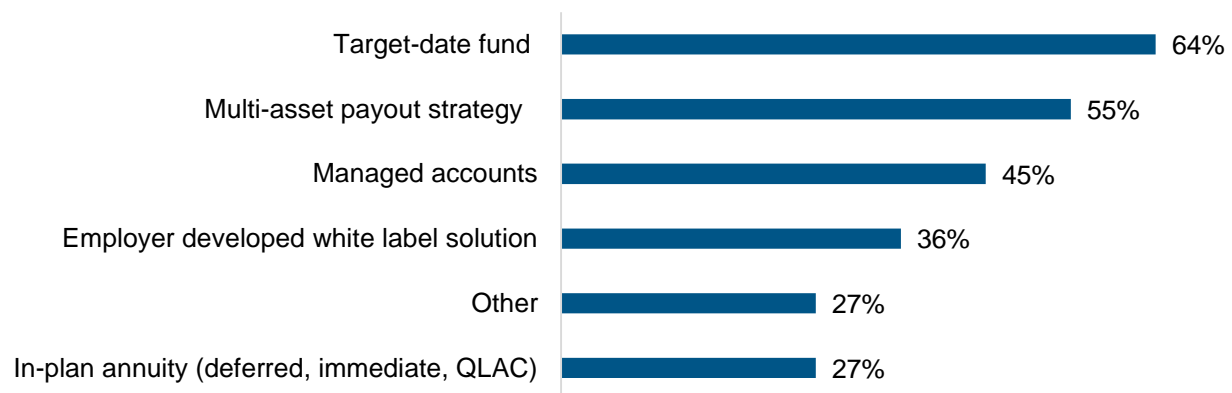 Target-date fund 64%
Multi-asset payout strategy 55%
Managed accounts 45%
Employer developed white label solution 36%
Other 27%
In-plan annuity (deferred, immediate, QLAC) 27%